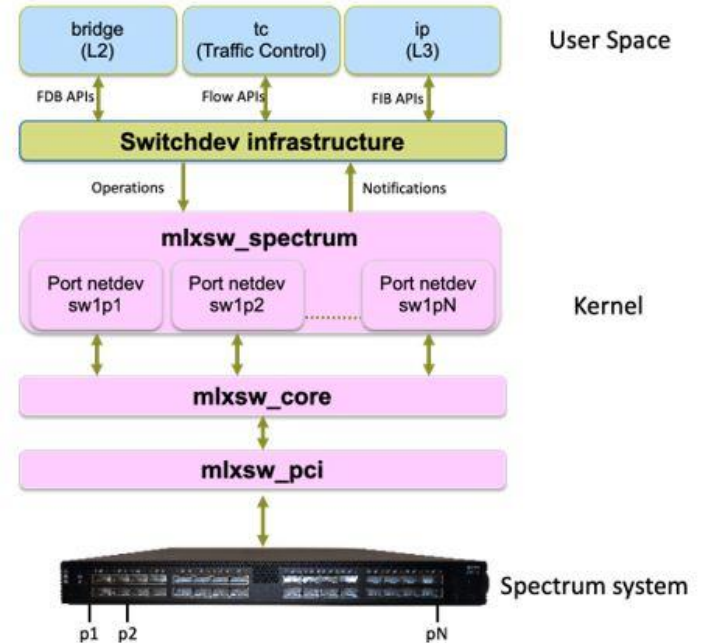 bridge
(L2)
tc
(Traffic Control)
ip
(L3)
User Space
FDB APIs
Flow APIs
FIB APIs
Switchdev infrastructure
Operations
Notifications
mlxsw_spectrum
Port netdev
sw1p1
Port netdev
sw1p2
Port netdev
sw1pN
Kernel
mlxsw_core
mlxsw_pci
Spectrum system
p1
p2
pN